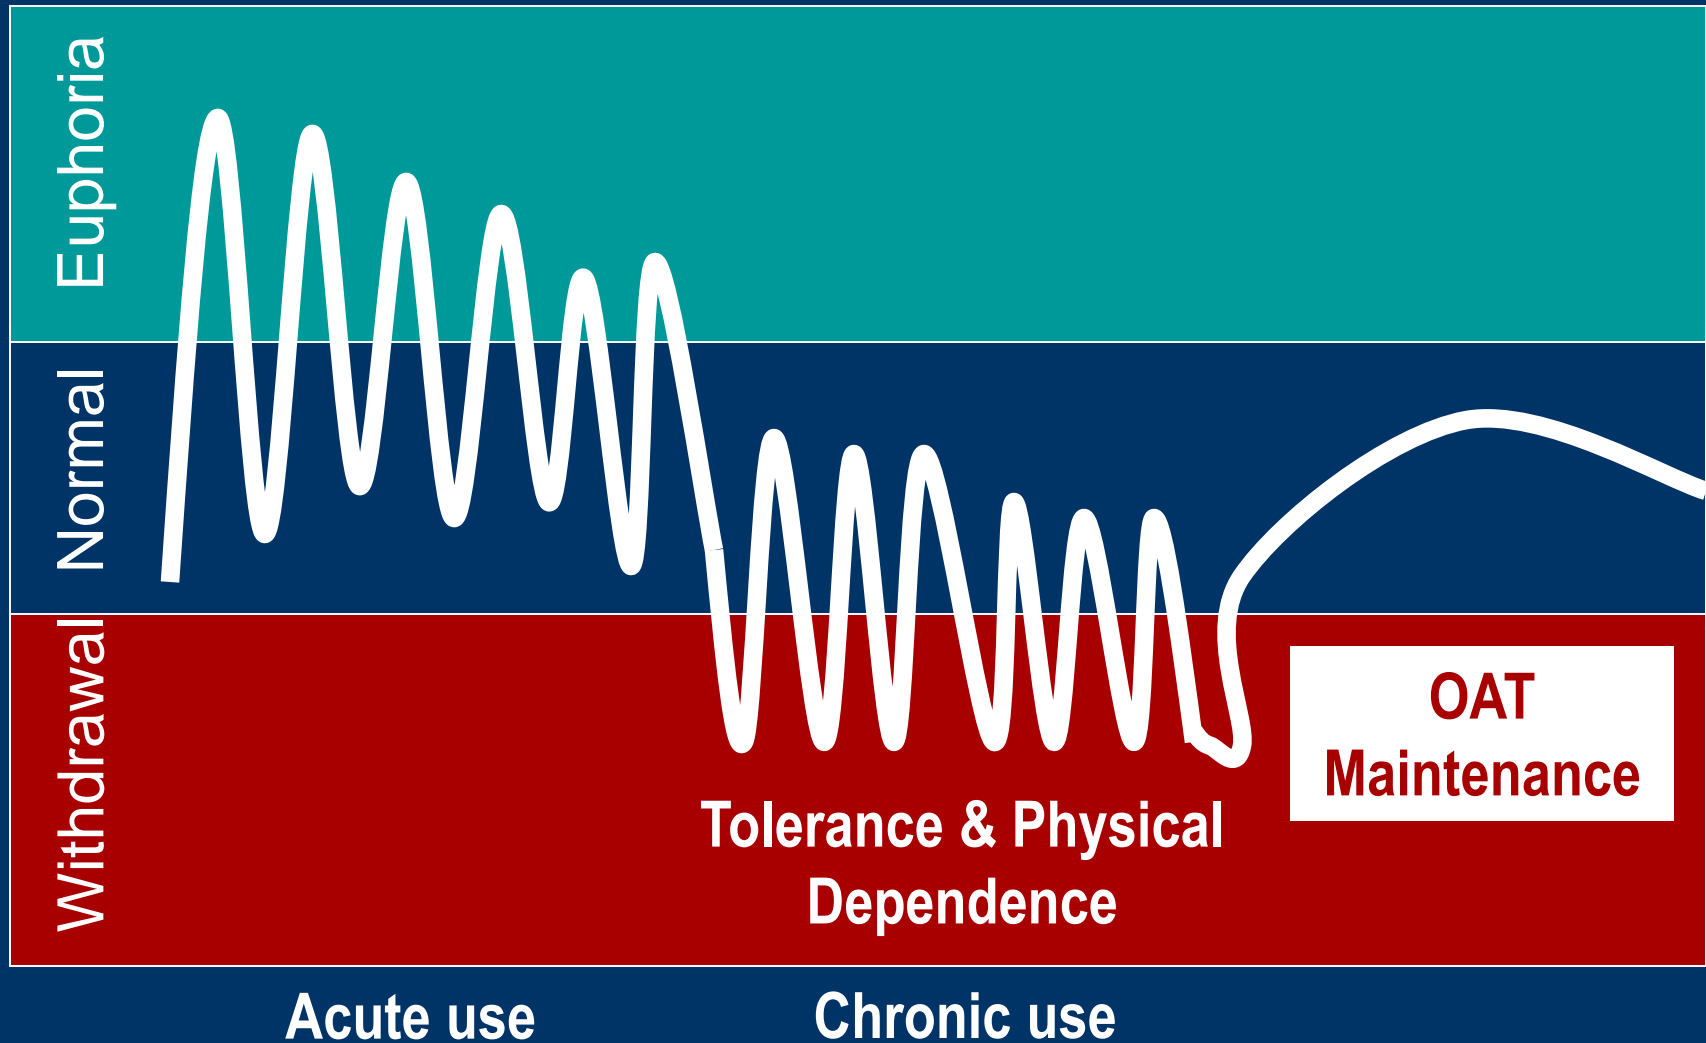 Euphoria
Normal
Withdrawal
OAT
Maintenance
Tolerance & Physical
Dependence
Acute use
Chronic use